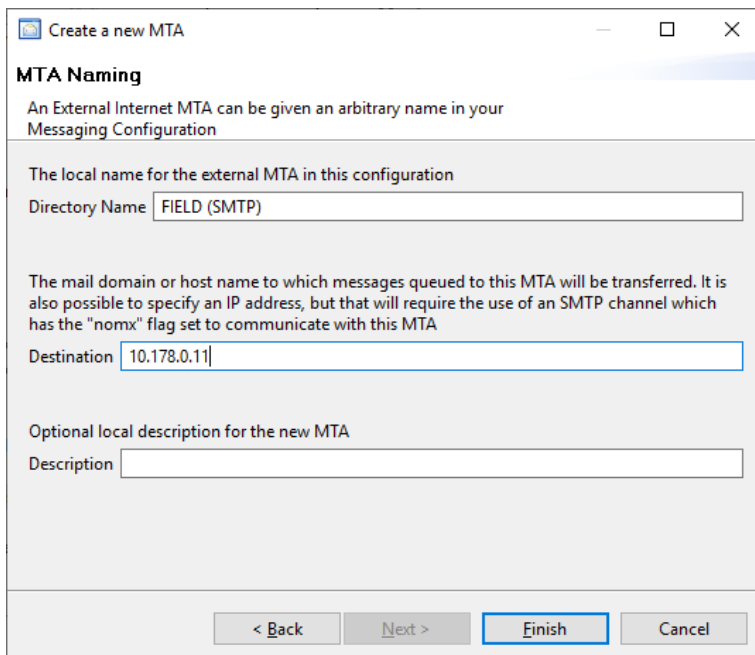 Create a new MTA
MTA Naming
An External Internet MTA can be given an arbitrary name in your
Messaging Configuration
The local name for the external MTA in this configuration
Directory Name FIELD (SMTP)
The mail domain or host name to which messages queued to this MTA will be transferred. It is
also possible to specify an IP address, but that will require the use of an SMTP channel which
has the "nomx" flag set to communicate with this MTA
Destination 10.178.0.11
Optional local description for the new MTA
Description
< Back Next > Finish Cancel